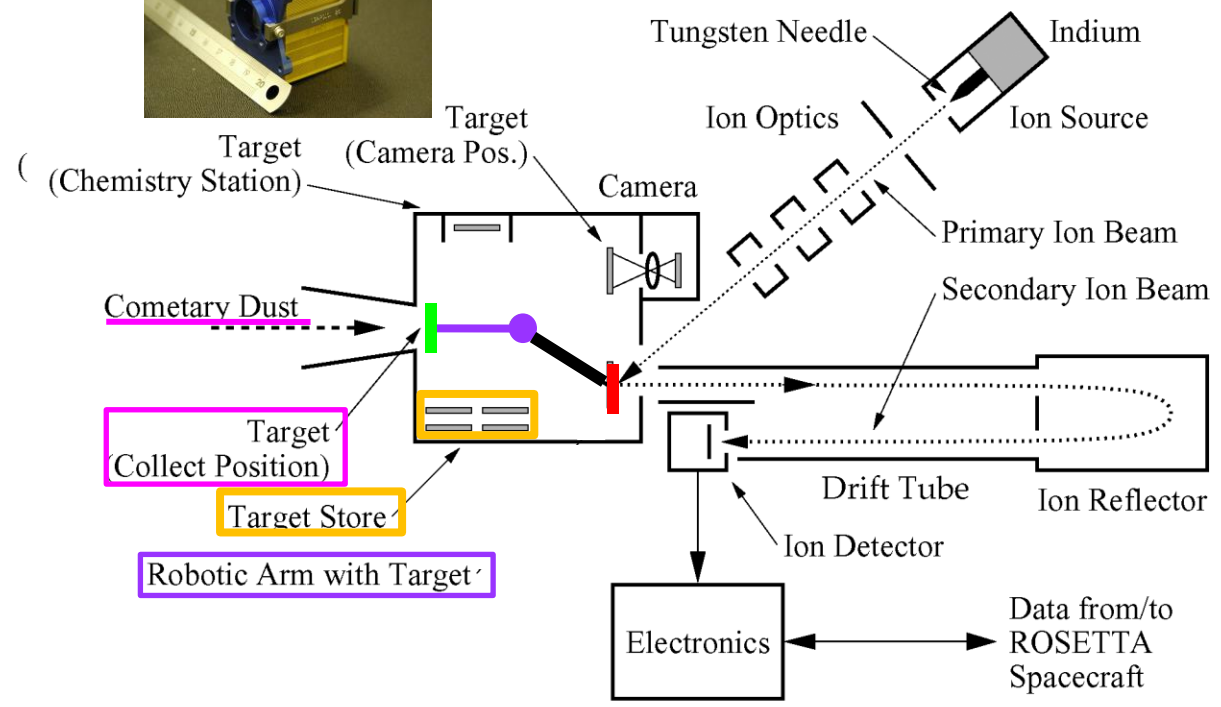 Tungsten Needle
Indium
Ion Optics
Ion Source
Target
(Camera Pos.)
(
Target
(Chemistry Station)
Camera
Primary Ion Beam
Secondary Ion Beam
Cometary Dust
Target
(Collect Position)
Target Store
Robotic Arm with Target
Drift Tube
Ion Reflector
Ion Detector
Electronics
Data from/to
ROSETTA
Spacecraft